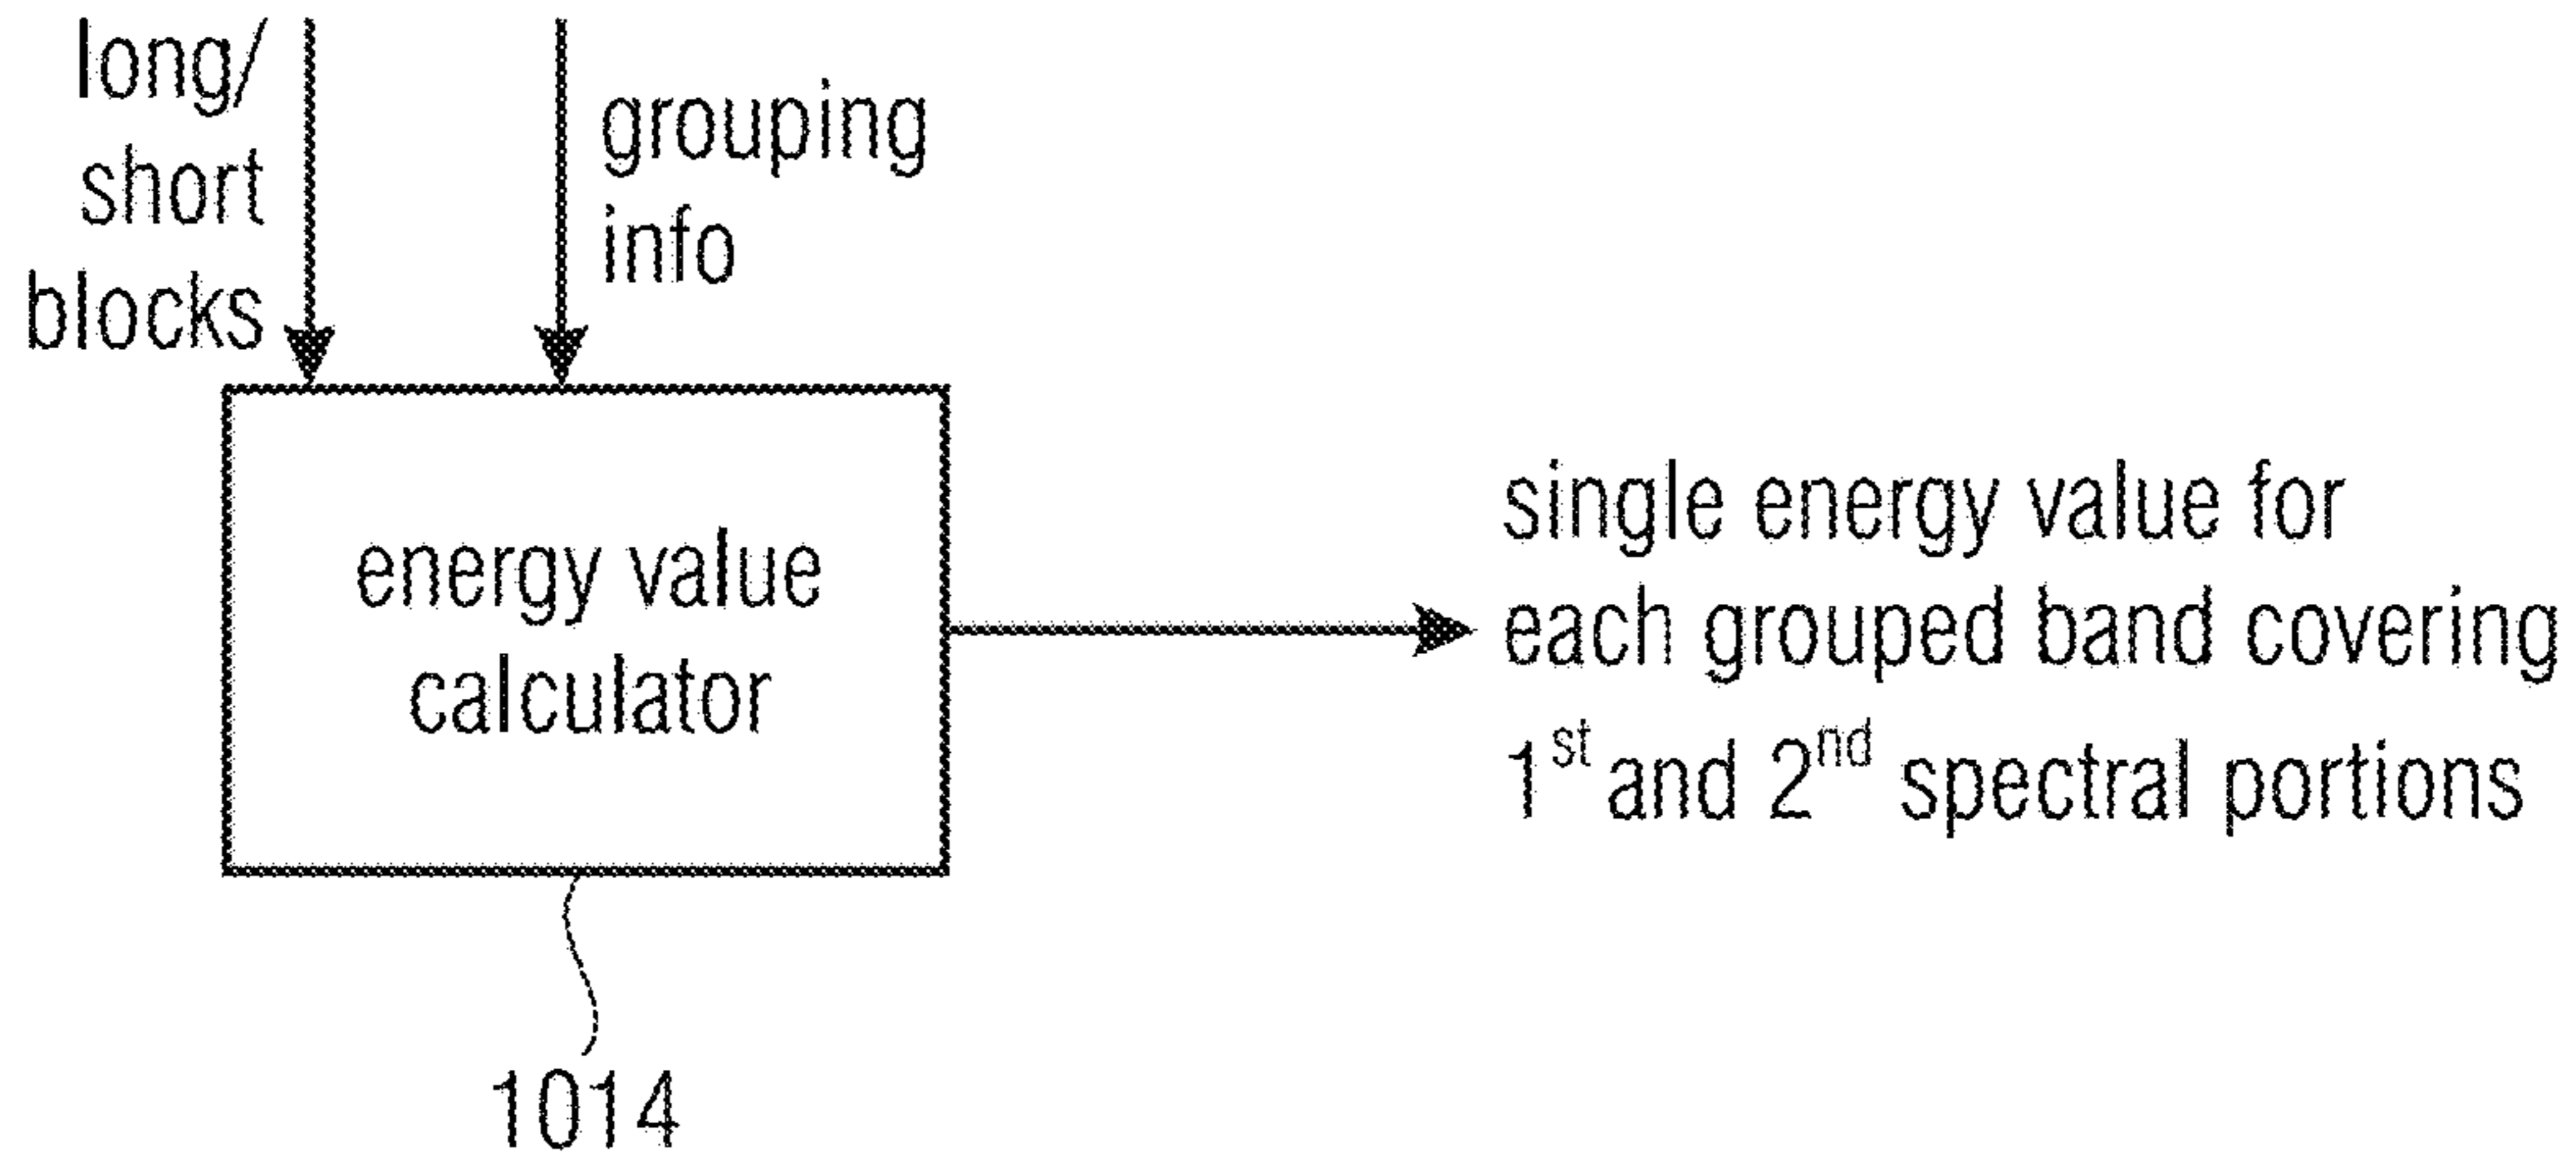 long/
short
blocks
grouping
info
energy value
calculator
single energy value for
each grouped band covering
1st and 2nd spectral portions
1014